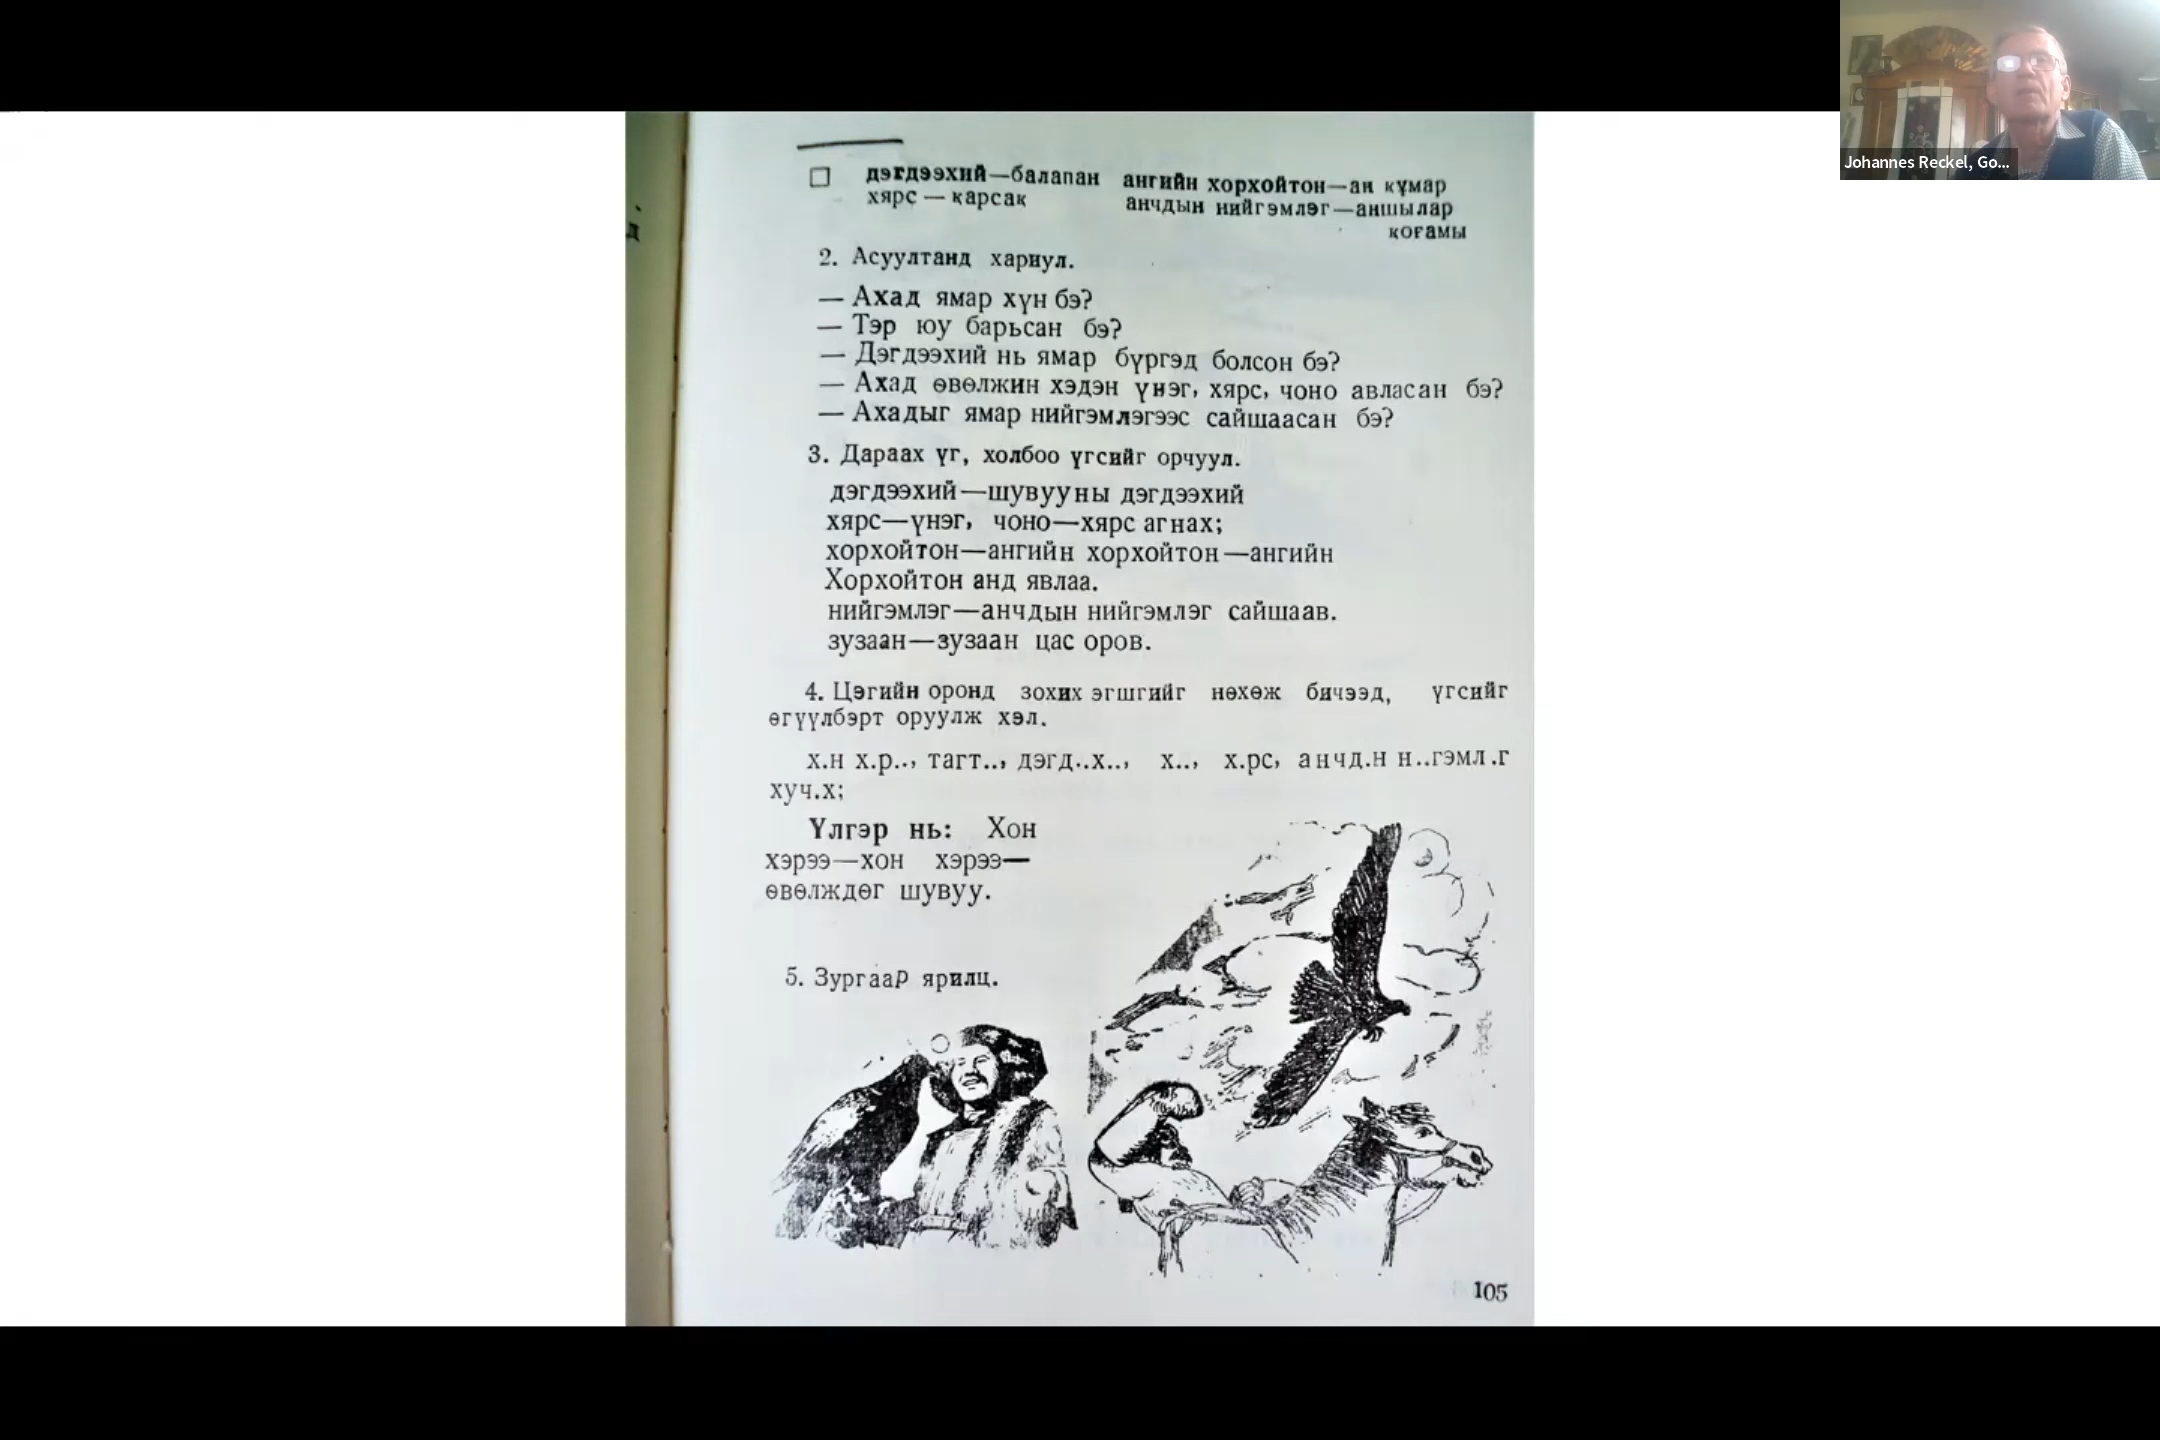 Johannes Reckel, Go...
дэгдээхий—балапан ангийн хорхойтон—аң құмар
хярс — қарсақ анчдын нийгэмлэг—аңшылар
қоғамы
д
2. Асуултанд хариул.
— Ахад ямар хүн бэ?
— Тэр юу барьсан бэ?
— Дэгдээхий нь ямар бүргэд болсон бэ?
— Ахад өвөлжин хэдэн үнэг, хярс, чоно авласан бэ?
— Ахадыг ямар нийгэмлэгээс сайшаасан бэ?
3. Дараах үг, холбоо үгсийг орчуул.
дэгдээхий—шувууны дэгдээхий
хярс—үнэг, чоно—хярс агнах;
хорхойтон—ангийн хорхойтон—ангийн
Хорхойтон анд явлаа.
нийгэмлэг—анчдын нийгэмлэг сайшаав.
зузаан—зузаан цас оров.
4. Цэгийн оронд зохих эгшгийг нөхөж бичээд, үгсийг
өгүүлбэрт оруулж хэл.
х.н х.р.., тагт.., дэгд..х.., х.., х.рс, анчд.н н..гэмл.г
хуч.х;
Үлгэр нь: Хон
хэрээ—хон хэрээ—
өвөлждөг шувуу.
5. Зургаар ярилц.
105